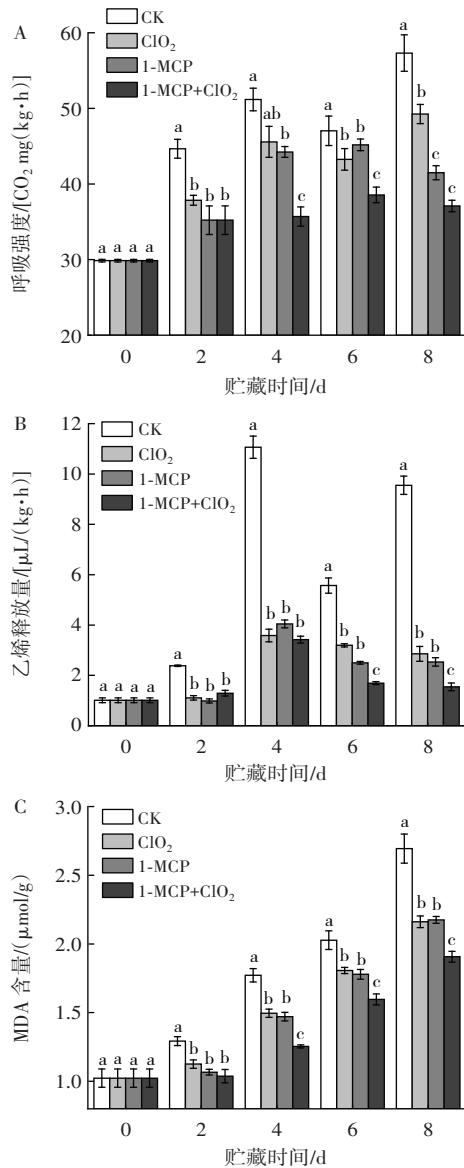 A
60
50
40
30
20
呼吸强度/[CO₂ mg(kg·h)]
CK
ClO₂
1-MCP
1-MCP+ClO₂
a a a a
a b b b
a ab b c
a b b c
a b c c
0 2 4 6 8
贮藏时间/d
B
12
10
8
6
4
2
0
乙烯释放量/[μL/(kg·h)]
CK
ClO₂
1-MCP
1-MCP+ClO₂
a a a a
a b b b
a b b b
a b b c
a b b c
0 2 4 6 8
贮藏时间/d
C
3.0
2.5
2.0
1.5
1.0
MDA 含量/(μmol/g)
CK
ClO₂
1-MCP
1-MCP+ClO₂
a a a a
a b b b
a b b c
a b b c
a b b c
0 2 4 6 8
贮藏时间/d